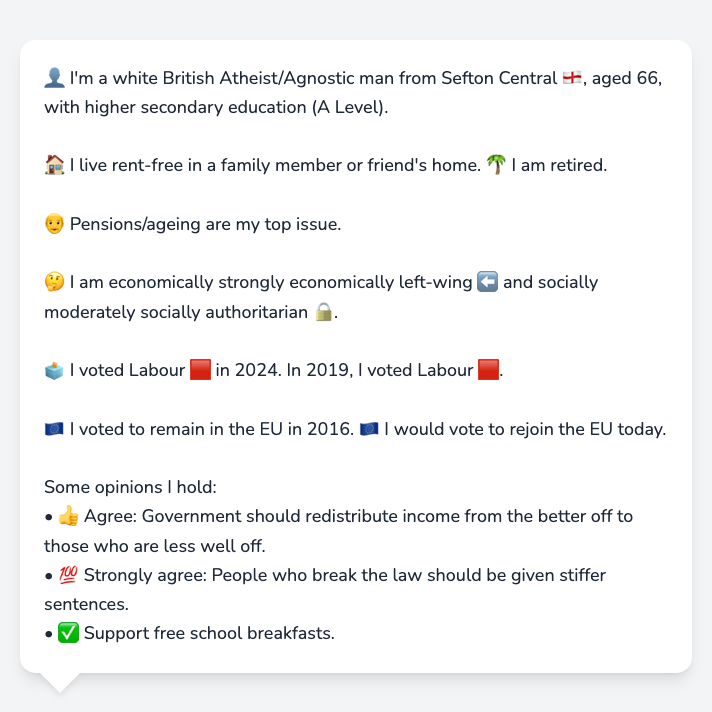 👤 I'm a white British Atheist/Agnostic man from Sefton Central 🏴󠁧󠁢󠁥󠁮󠁧󠁿, aged 66,
with higher secondary education (A Level).
🏠 I live rent-free in a family member or friend's home. 🌴 I am retired.
👴 Pensions/ageing are my top issue.
🤔 I am economically strongly economically left-wing ⬅️ and socially
moderately socially authoritarian 🔒.
🗳️ I voted Labour 🟥 in 2024. In 2019, I voted Labour 🟥.
🇪🇺 I voted to remain in the EU in 2016. 🇪🇺 I would vote to rejoin the EU today.
Some opinions I hold:
• 👍 Agree: Government should redistribute income from the better off to
those who are less well off.
• 💯 Strongly agree: People who break the law should be given stiffer
sentences.
• ✅ Support free school breakfasts.